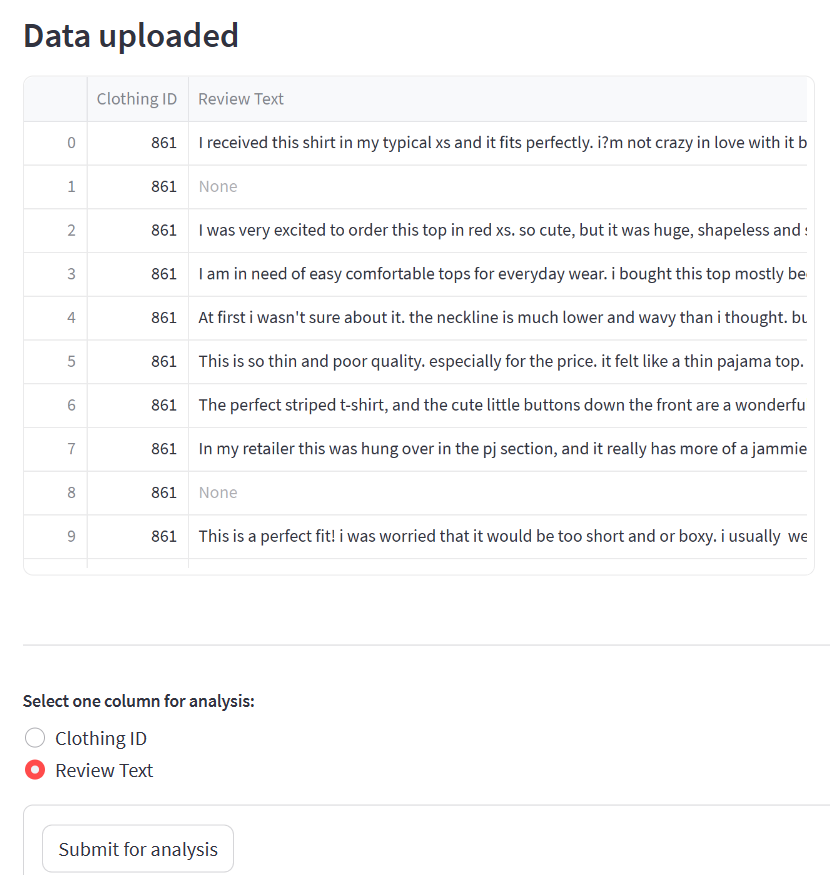 Data uploaded
Clothing ID Review Text
0 861 I received this shirt in my typical xs and it fits perfectly. i?m not crazy in love with it b
1 861 None
2 861 I was very excited to order this top in red xs. so cute, but it was huge, shapeless and
3 861 I am in need of easy comfortable tops for everyday wear. i bought this top mostly be
4 861 At first i wasn't sure about it. the neckline is much lower and wavy than i thought. bu
5 861 This is so thin and poor quality. especially for the price. it felt like a thin pajama top.
6 861 The perfect striped t-shirt, and the cute little buttons down the front are a wonderfu
7 861 In my retailer this was hung over in the pj section, and it really has more of a jammie
8 861 None
9 861 This is a perfect fit! i was worried that it would be too short and or boxy. i usually we
Select one column for analysis:
Clothing ID
Review Text
Submit for analysis